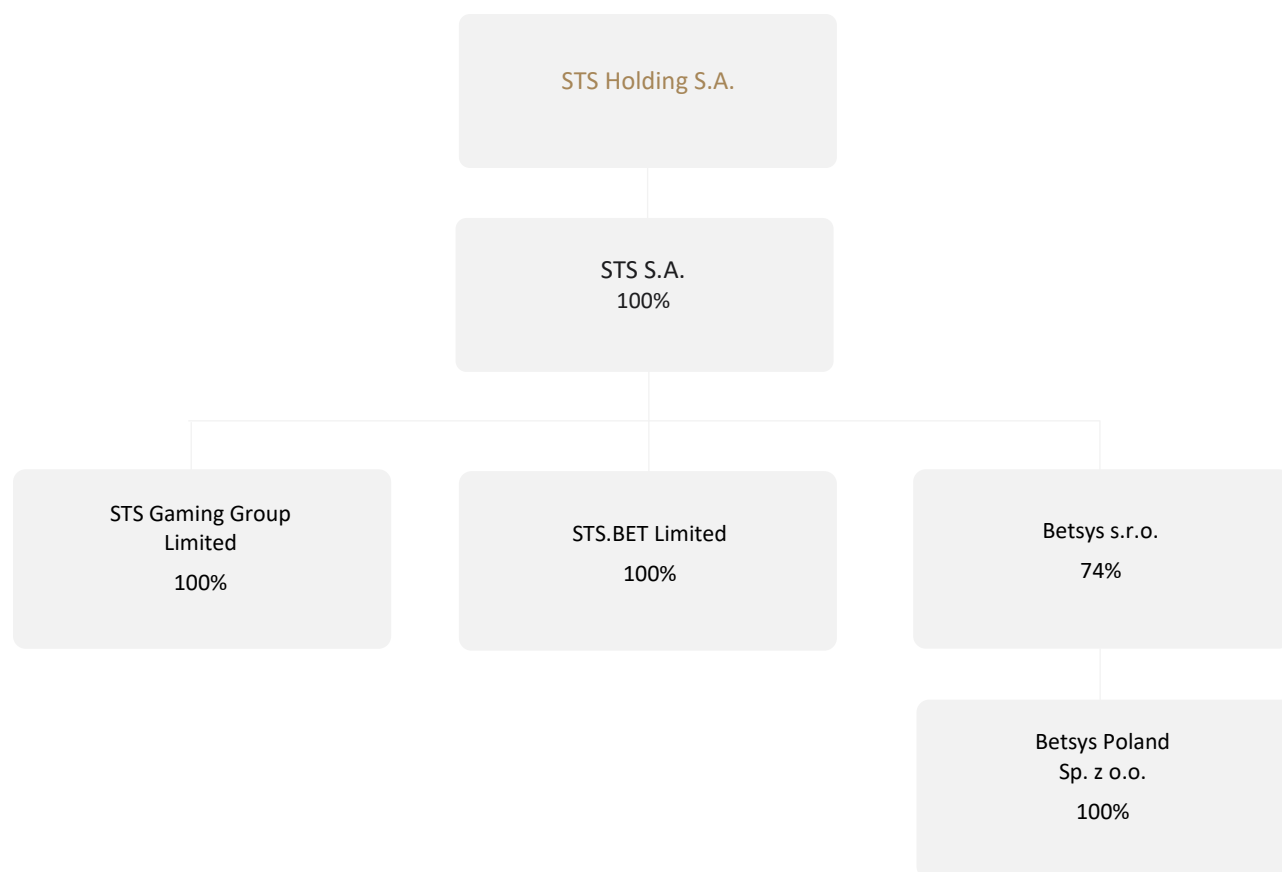 STS Holding S.A.
STS S.A.
100%
STS Gaming Group
Limited
100%
STS.BET Limited
100%
Betsys s.r.o.
74%
Betsys Poland
Sp. z o.o.
100%